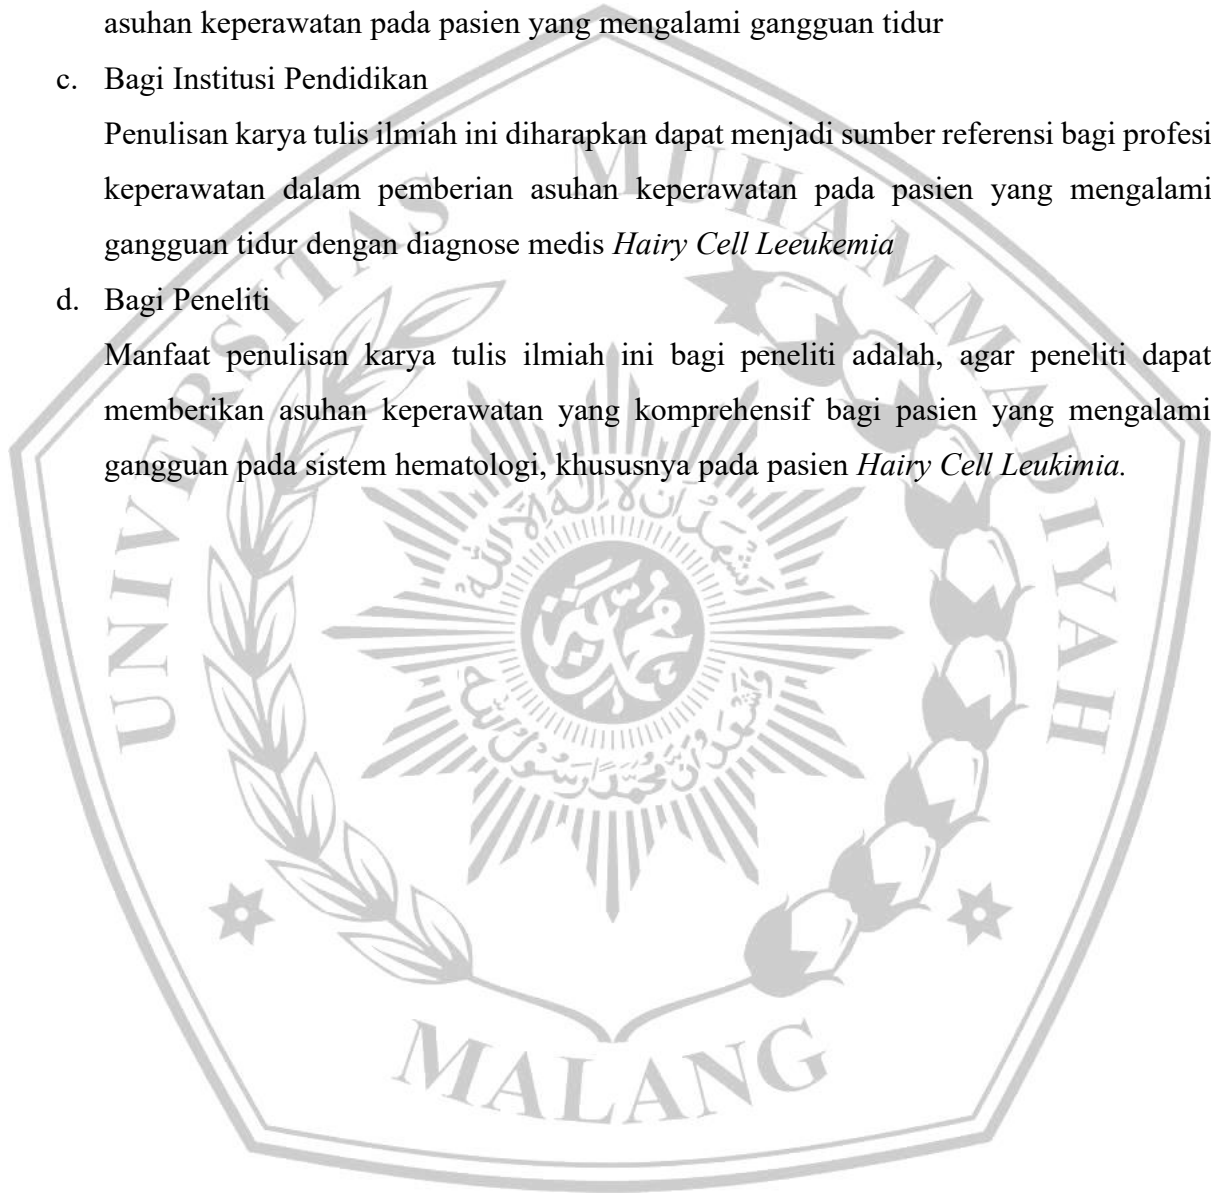 asuhan keperawatan pada pasien yang mengalami gangguan tidur
c. Bagi Institusi Pendidikan
Penulisan karya tulis ilmiah ini diharapkan dapat menjadi sumber referensi bagi profesi
keperawatan dalam pemberian asuhan keperawatan pada pasien yang mengalami
gangguan tidur dengan diagnose medis Hairy Cell Leeukemia
d. Bagi Peneliti
Manfaat penulisan karya tulis ilmiah ini bagi peneliti adalah, agar peneliti dapat
memberikan asuhan keperawatan yang komprehensif bagi pasien yang mengalami
gangguan pada sistem hematologi, khususnya pada pasien Hairy Cell Leukimia.
UNIVERSITAS MUHAMMADIYAH
MALANG